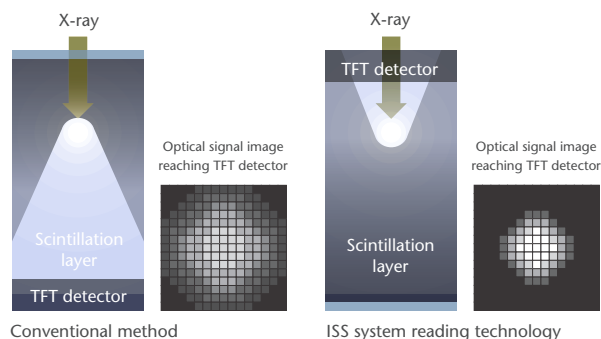 X-ray
Optical signal image
reaching TFT detector
Scintillation
layer
TFT detector
Conventional method
X-ray
TFT detector
Optical signal image
reaching TFT detector
Scintillation
layer
ISS system reading technology